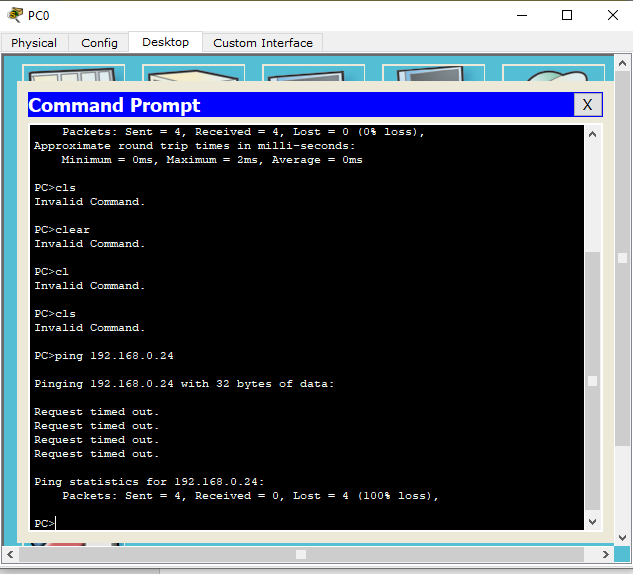 PC0
Physical Config Desktop Custom Interface
Command Prompt X
Packets: Sent = 4, Received = 4, Lost = 0 (0% loss),
Approximate round trip times in milli-seconds:
Minimum = 0ms, Maximum = 2ms, Average = 0ms
PC>cls
Invalid Command.
PC>clear
Invalid Command.
PC>cl
Invalid Command.
PC>cls
Invalid Command.
PC>ping 192.168.0.24
Pinging 192.168.0.24 with 32 bytes of data:
Request timed out.
Request timed out.
Request timed out.
Request timed out.
Ping statistics for 192.168.0.24:
Packets: Sent = 4, Received = 0, Lost = 4 (100% loss),
PC>